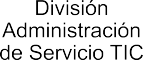 División
Administración
de Servicio TIC